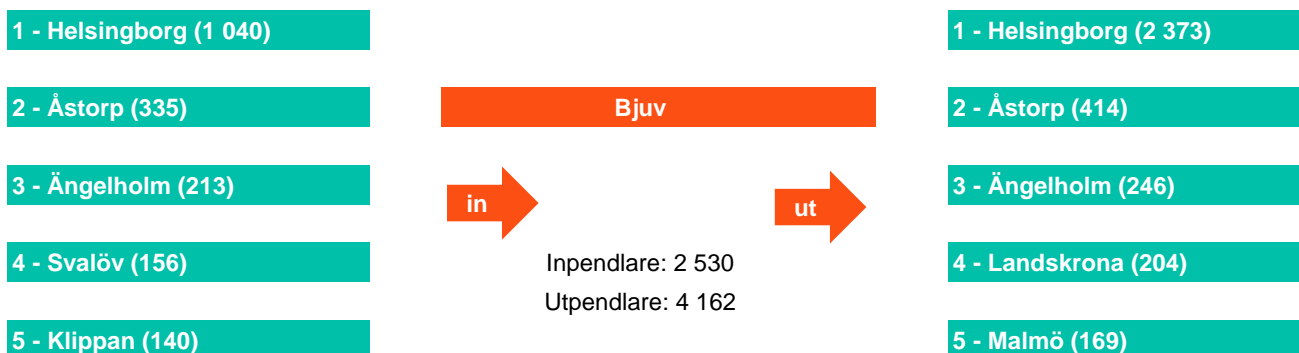 1 - Helsingborg (1 040)
2 - Åstorp (335)
3 - Ängelholm (213)
4 - Svalöv (156)
5 - Klippan (140)
Bjuv
in
ut
Inpendlare: 2 530
Utpendlare: 4 162
1 - Helsingborg (2 373)
2 - Åstorp (414)
3 - Ängelholm (246)
4 - Landskrona (204)
5 - Malmö (169)